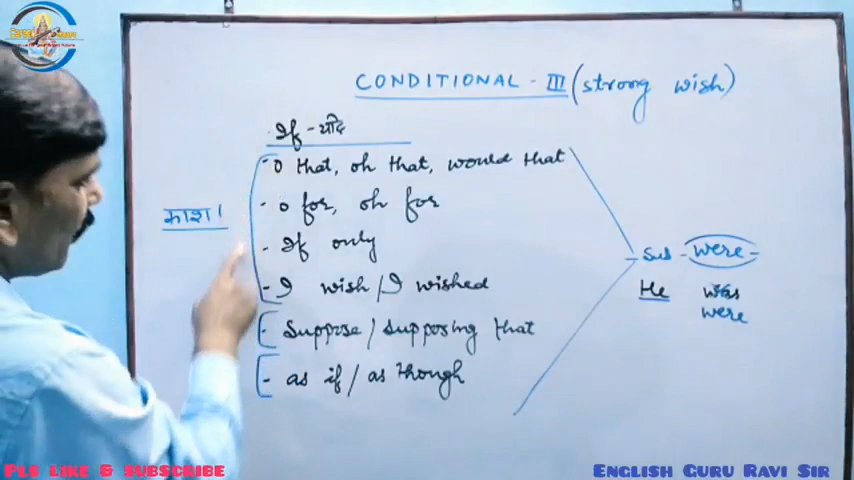 CONDITIONAL - III (strong wish)
· If - यदि
- o that, oh that, would that
- o for, oh for
- If only
- I wish / I wished
- Suppose / supposing that
- as if / as though
काश ।
- Sub - were -
He was
were
PLS LIKE & SUBSCRIBE
ENGLISH GURU RAVI SIR